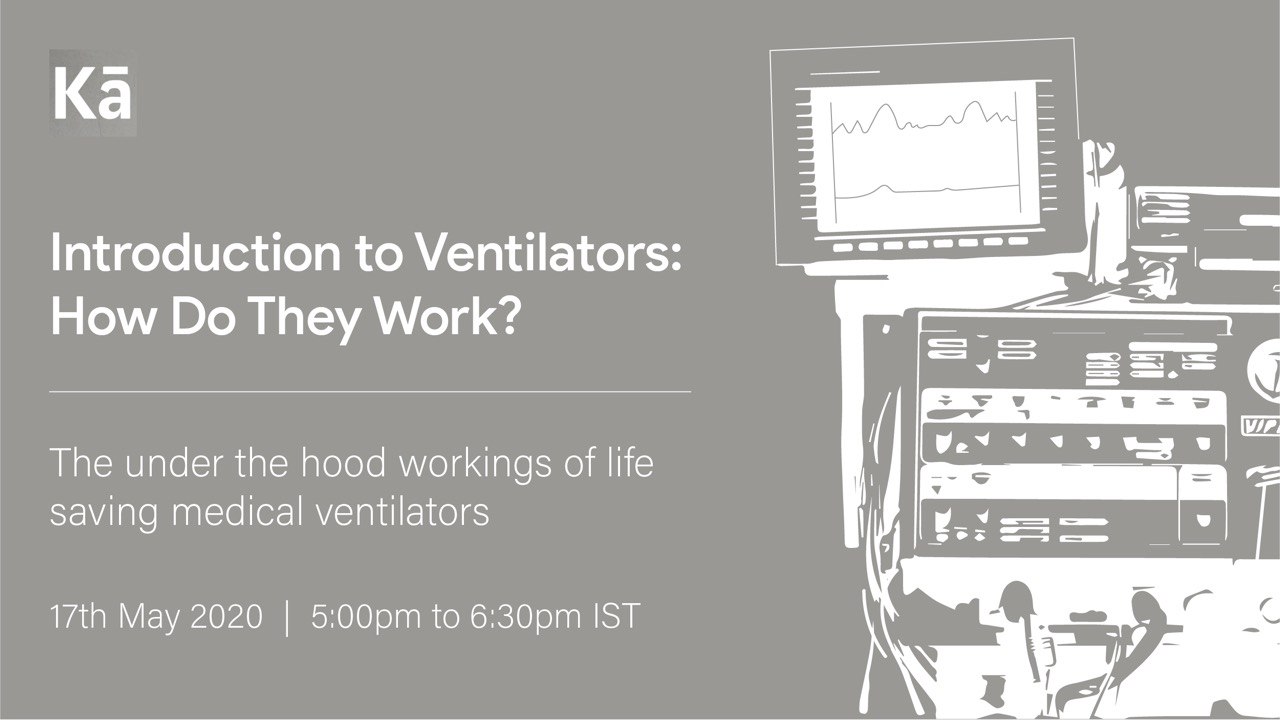 Kā
Introduction to Ventilators:
How Do They Work?
The under the hood workings of life
saving medical ventilators
17th May 2020 | 5:00pm to 6:30pm IST